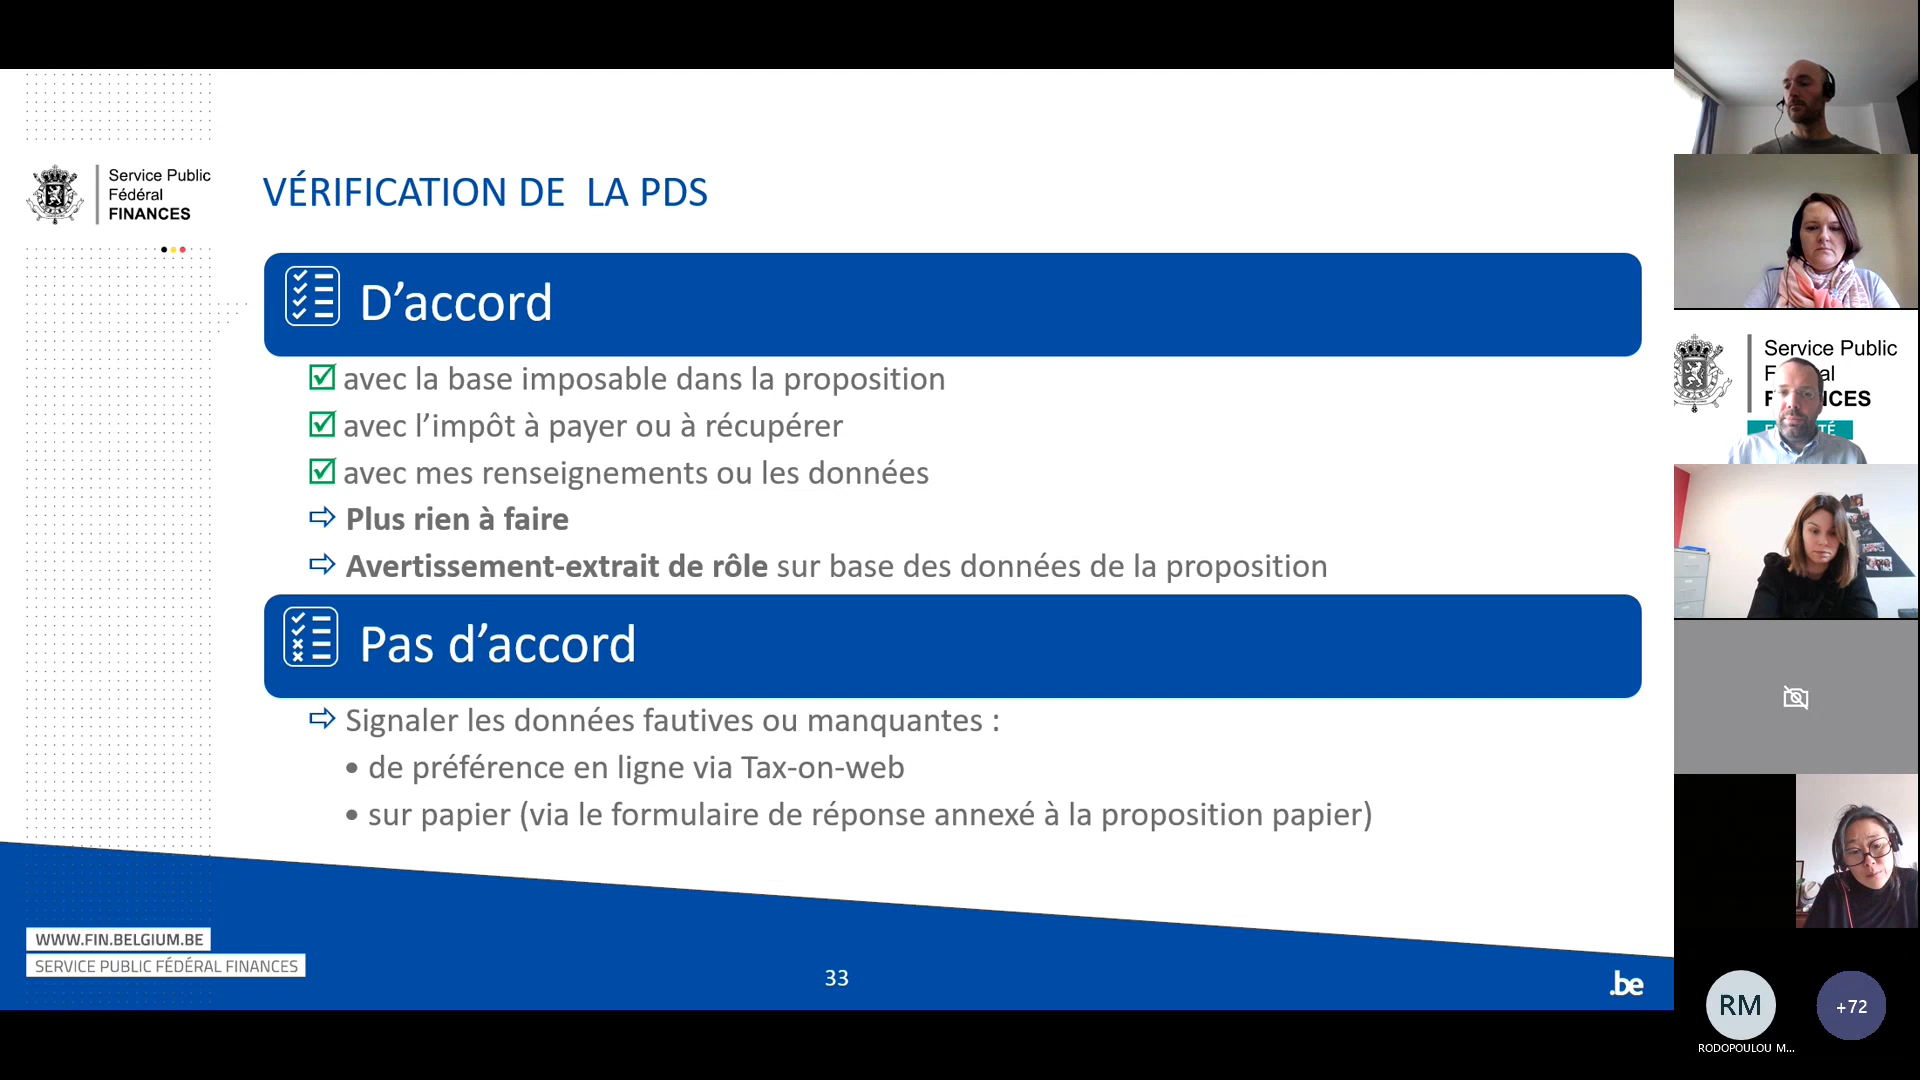 Service Public
Fédéral
FINANCES
VÉRIFICATION DE  LA PDS
D’accord
avec la base imposable dans la proposition
avec l’impôt à payer ou à récupérer
avec mes renseignements ou les données
Plus rien à faire
Avertissement-extrait de rôle sur base des données de la proposition
Pas d’accord
Signaler les données fautives ou manquantes :
• de préférence en ligne via Tax-on-web
• sur papier (via le formulaire de réponse annexé à la proposition papier)
WWW.FIN.BELGIUM.BE
SERVICE PUBLIC FÉDÉRAL FINANCES
33
.be
Service Public
RM
+72
RODOPOULOU M...